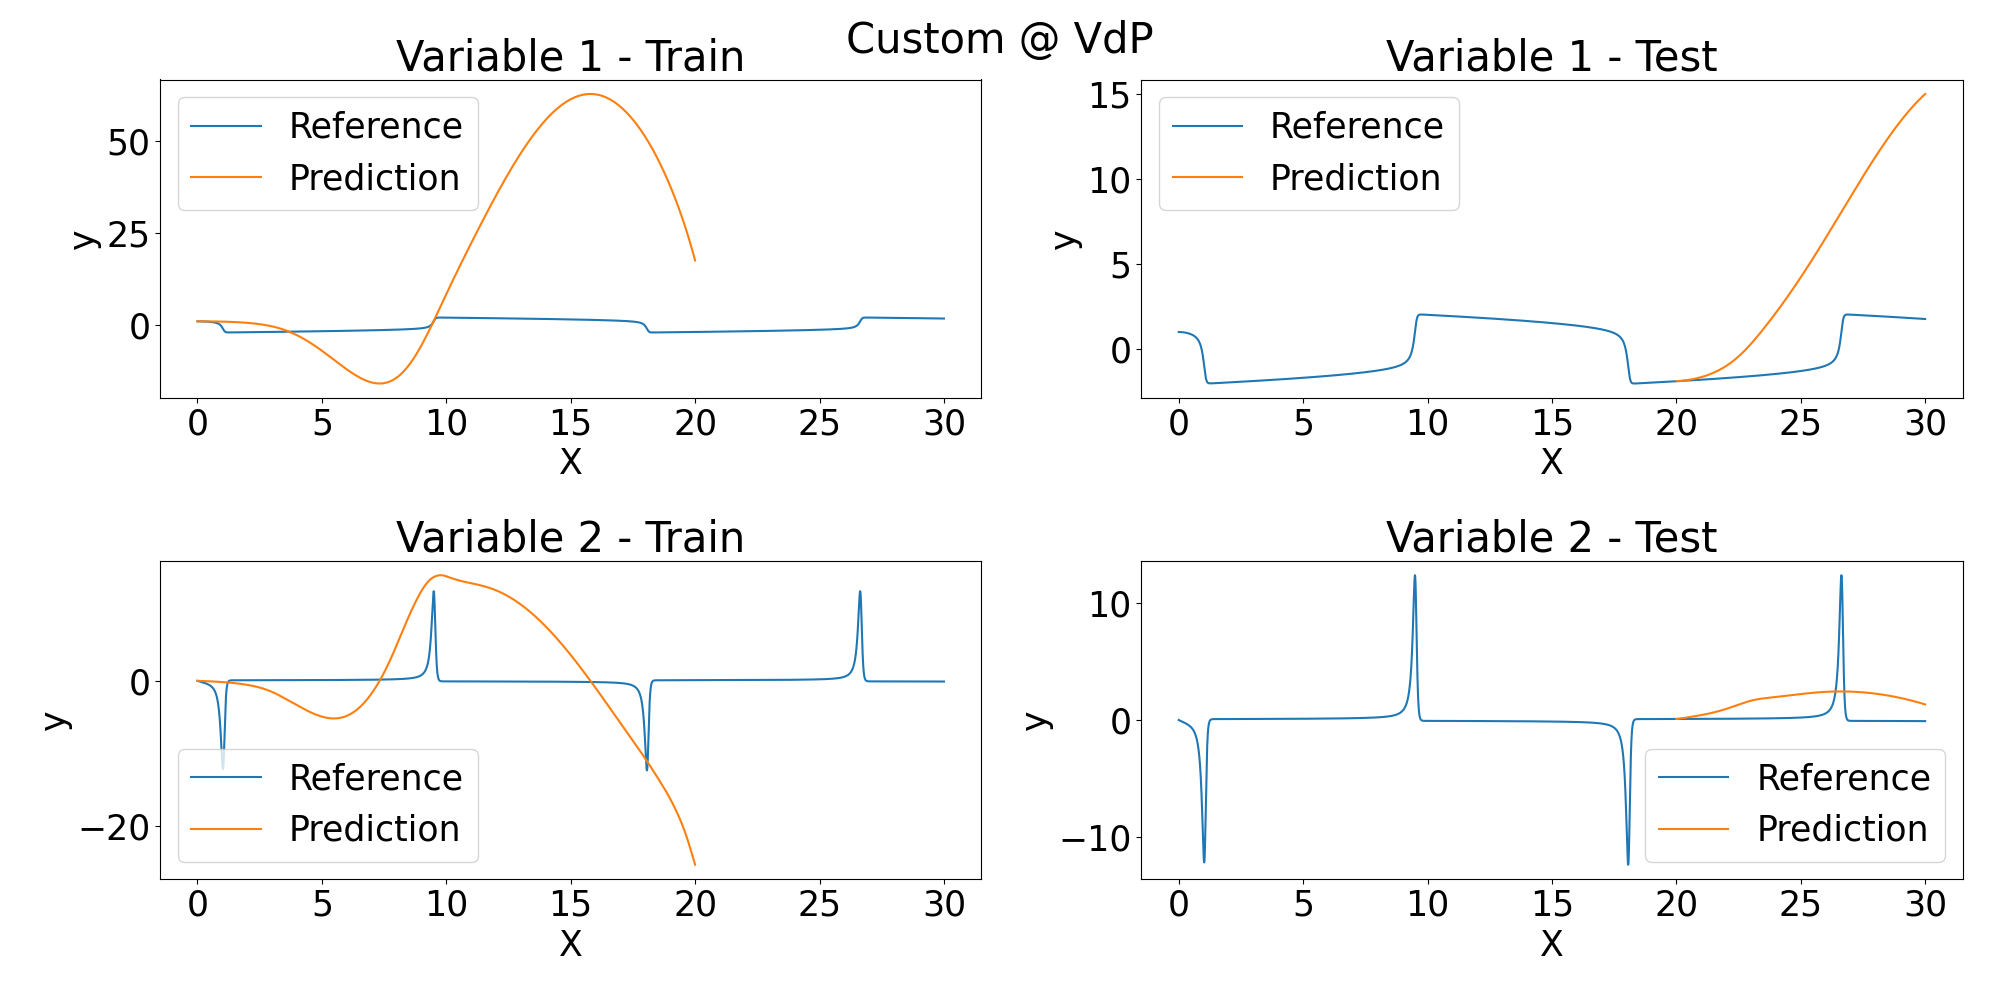 Custom @ VdP
Variable 1 - Train
Reference
Prediction
50
25
0
y
0 5 10 15 20 25 30
X
Variable 1 - Test
Reference
Prediction
15
10
5
0
y
0 5 10 15 20 25 30
X
Variable 2 - Train
0
−20
y
Reference
Prediction
0 5 10 15 20 25 30
X
Variable 2 - Test
10
0
−10
y
Reference
Prediction
0 5 10 15 20 25 30
X